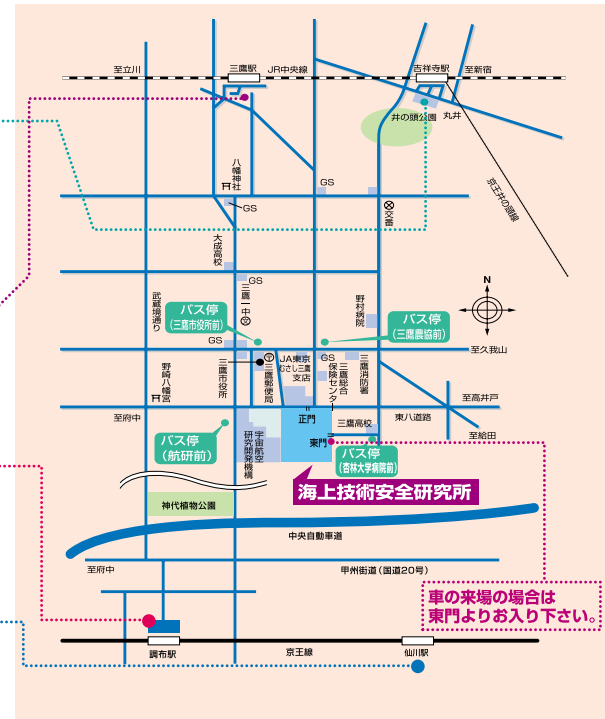 至立川
三鷹駅
JR中央線
吉祥寺駅
至新宿
井の頭公園
丸井
八幡神社
GS
GS
交番
京王井の頭線
大成高校
GS
三鷹一中
武蔵境通り
野村病院
N
バス停
(三鷹市役所前)
バス停
(三鷹農協前)
GS
至久我山
野崎八幡宮
三鷹市役所
三鷹郵便局
JA東京
むさし三鷹
支店
GS
三鷹総合
保険センター
三鷹消防署
至府中
正門
東門
三鷹高校
東八道路
至高井戸
至給田
バス停
(航研前)
宇宙航空
研究開発機構
バス停
(杏林大学病院前)
海上技術安全研究所
神代植物公園
中央自動車道
至府中
甲州街道(国道20号)
車の来場の場合は
東門よりお入り下さい。
調布駅
京王線
仙川駅